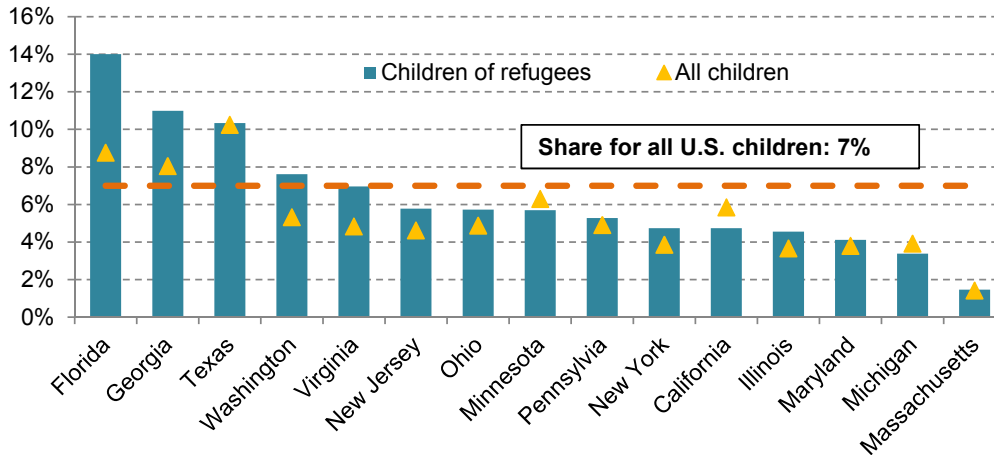 16%
14%
12%
10%
8%
6%
4%
2%
0%
Children of refugees
All children
Share for all U.S. children: 7%
Florida
Georgia
Texas
Washington
Virginia
New Jersey
Ohio
Minnesota
Pennsylvia
New York
California
Illinois
Maryland
Michigan
Massachusetts